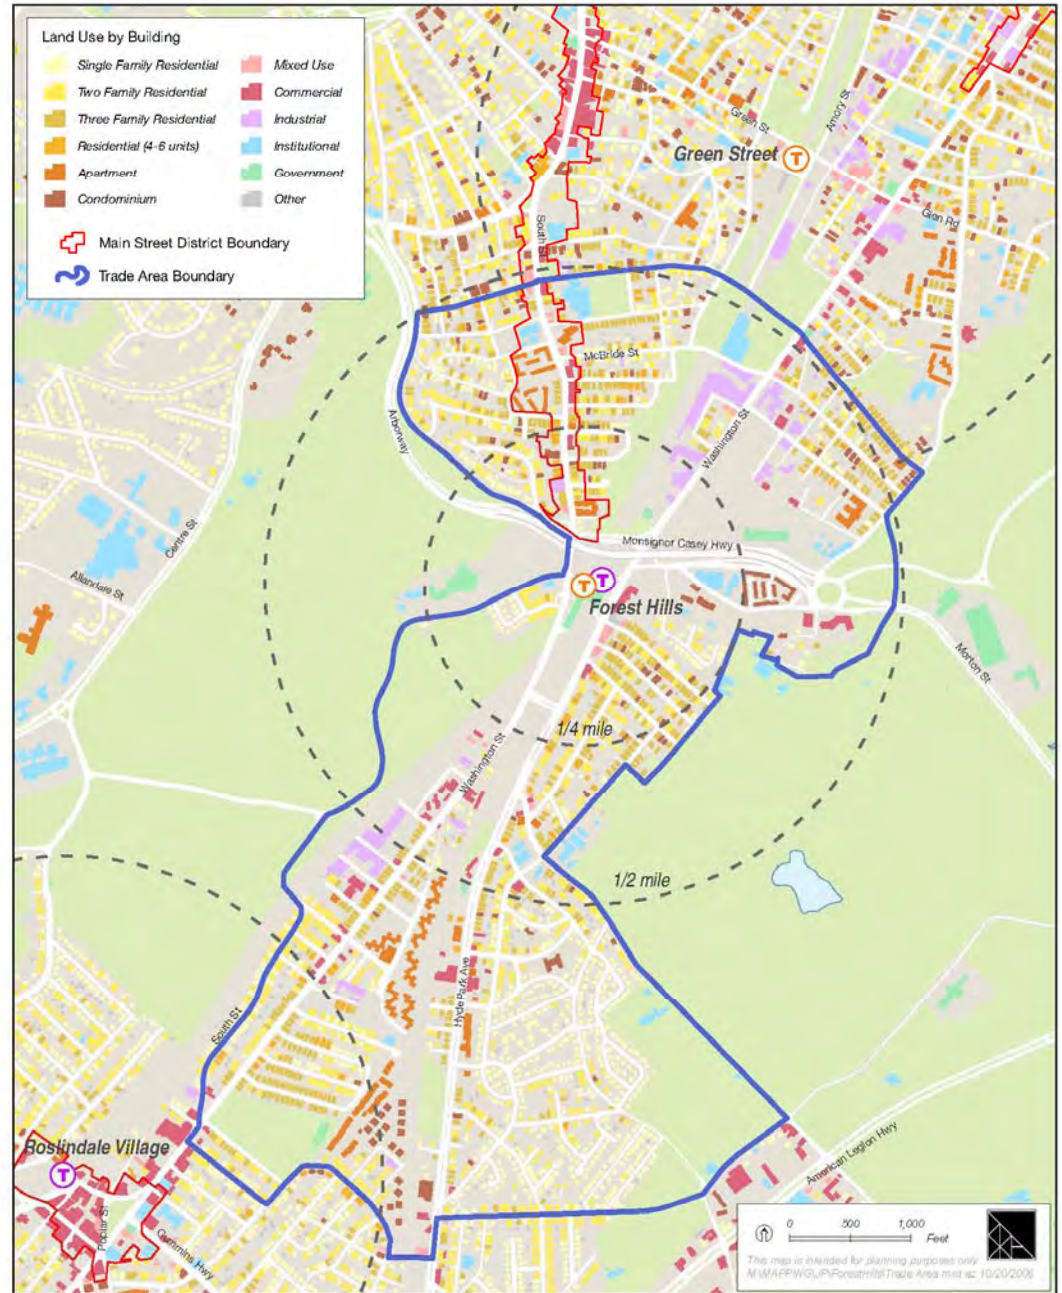 Land Use by Building
Single Family Residential
Two Family Residential
Three Family Residential
Residential (4-6 units)
Apartment
Condominium
Mixed Use
Commercial
Industrial
Institutional
Government
Other
Main Street District Boundary
Trade Area Boundary
Green St
Amory St
Green Street
T
Glen Rd
South St
McBride St
Arborway
Washington St
Centre St
Allandale St
Monsignor Casey Hwy
T
T
Forest Hills
Morton St
1/4 mile
Washington St
1/2 mile
Hyde Park Ave
South St
Roslindale Village
T
Poplar St
Cummins Hwy
American Legion Hwy
0 500 1,000
Feet
This map is intended for planning purposes only
10/20/2006